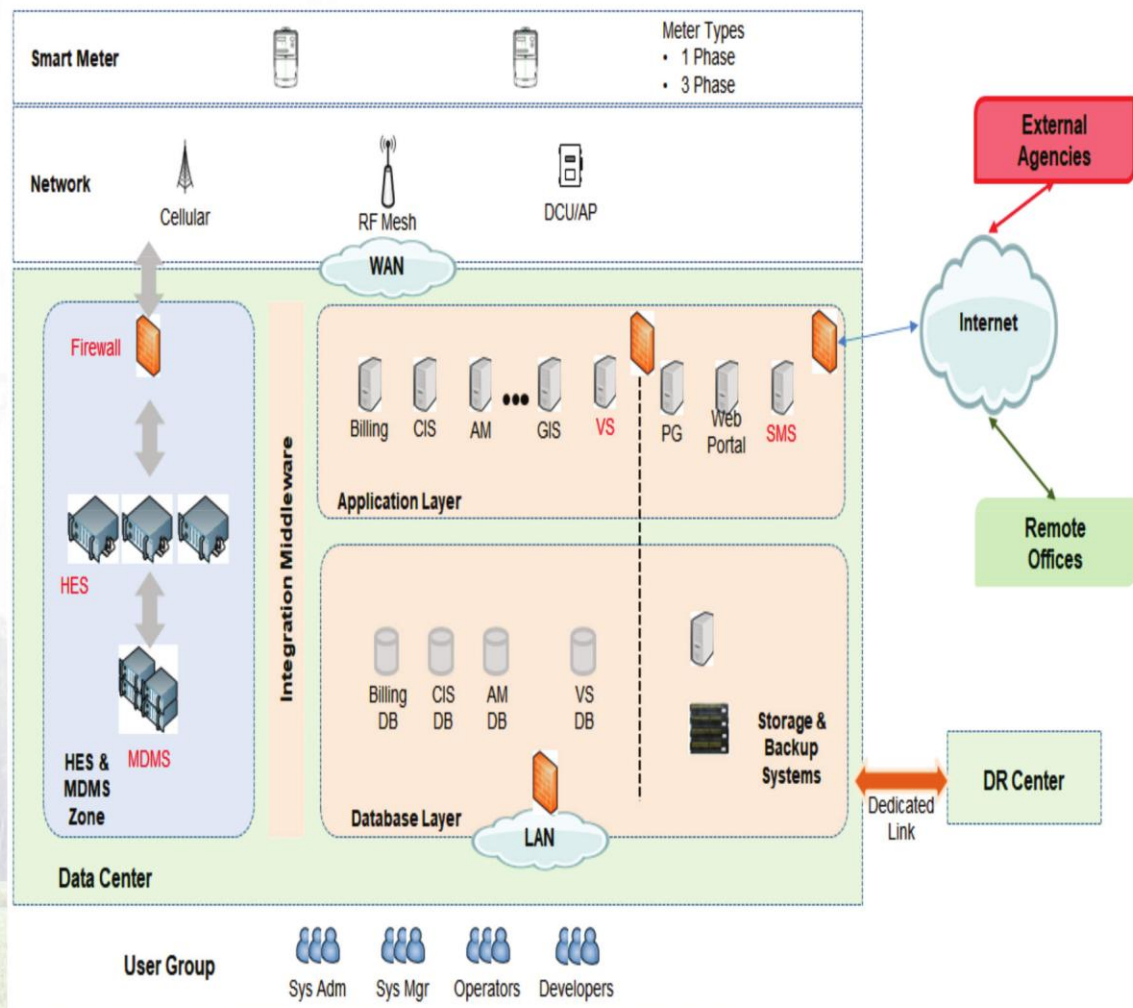 Smart Meter
Meter Types
• 1 Phase
• 3 Phase
Network
Cellular
RF Mesh
DCU/AP
WAN
External
Agencies
Internet
Remote
Offices
Firewall
HES
MDMS
HES &
MDMS
Zone
Integration Middleware
Billing
CIS
AM
GIS
VS
PG
Web
Portal
SMS
Application Layer
Billing
DB
CIS
DB
AM
DB
VS
DB
Storage &
Backup
Systems
Database Layer
LAN
Data Center
Dedicated
Link
DR Center
User Group
Sys Adm
Sys Mgr
Operators
Developers